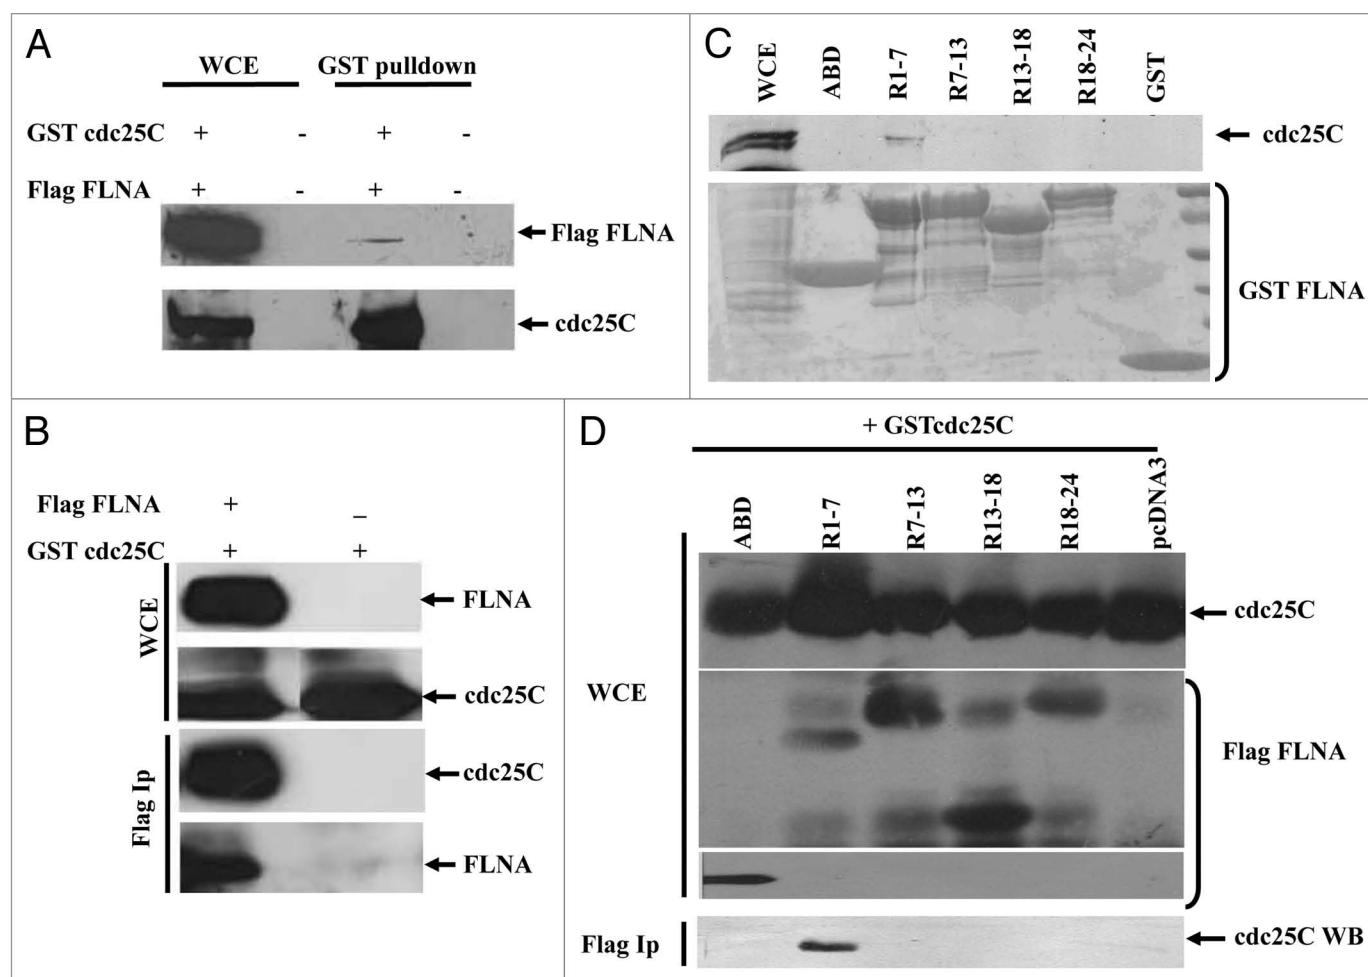 A
WCE GST pulldown
GST cdc25C + - + -
Flag FLNA + - + -
Flag FLNA
cdc25C
B
Flag FLNA + –
GST cdc25C + +
WCE
FLNA
cdc25C
Flag Ip
cdc25C
FLNA
C
WCE ABD R1-7 R7-13 R13-18 R18-24 GST
cdc25C
GST FLNA
D
+ GSTcdc25C
ABD R1-7 R7-13 R13-18 R18-24 pcDNA3
WCE
cdc25C
Flag FLNA
Flag Ip
cdc25C WB